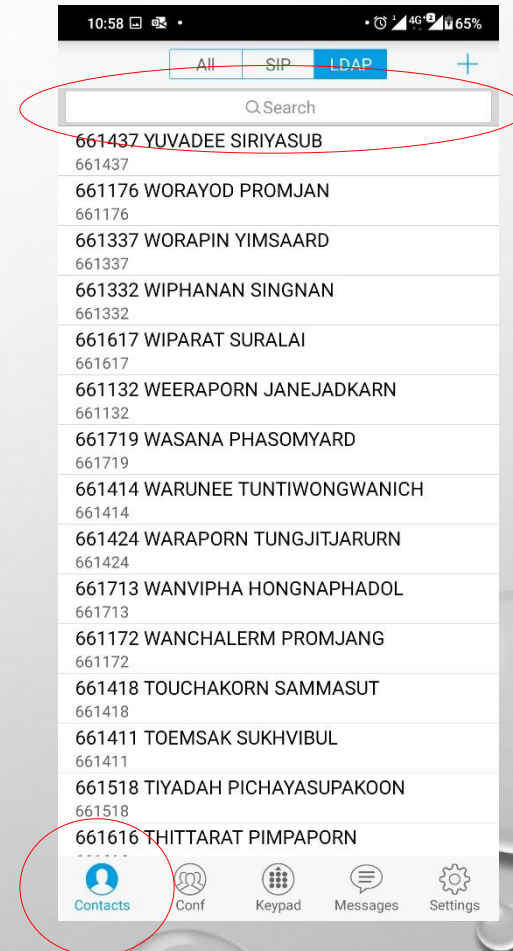 10:58
1 4G+ 2 65%
All SIP LDAP
Search
661437 YUVADEE SIRIYASUB
661437
661176 WORAYOD PROMJAN
661176
661337 WORAPIN YIMSAARD
661337
661332 WIPHANAN SINGNAN
661332
661617 WIPARAT SURALAI
661617
661132 WEERAPORN JANEJADKARN
661132
661719 WASANA PHASOMYARD
661719
661414 WARUNEE TUNTIWONGWANICH
661414
661424 WARAPORN TUNGJITJARURN
661424
661713 WANVIPHA HONGNAPHADOL
661713
661172 WANCHALERM PROMJANG
661172
661418 TOUCHAKORN SAMMASUT
661418
661411 TOEMSAK SUKHVIBUL
661411
661518 TIYADAH PICHAYASUPAKOON
661518
661616 THITTARAT PIMPAPORN
Contacts Conf Keypad Messages Settings